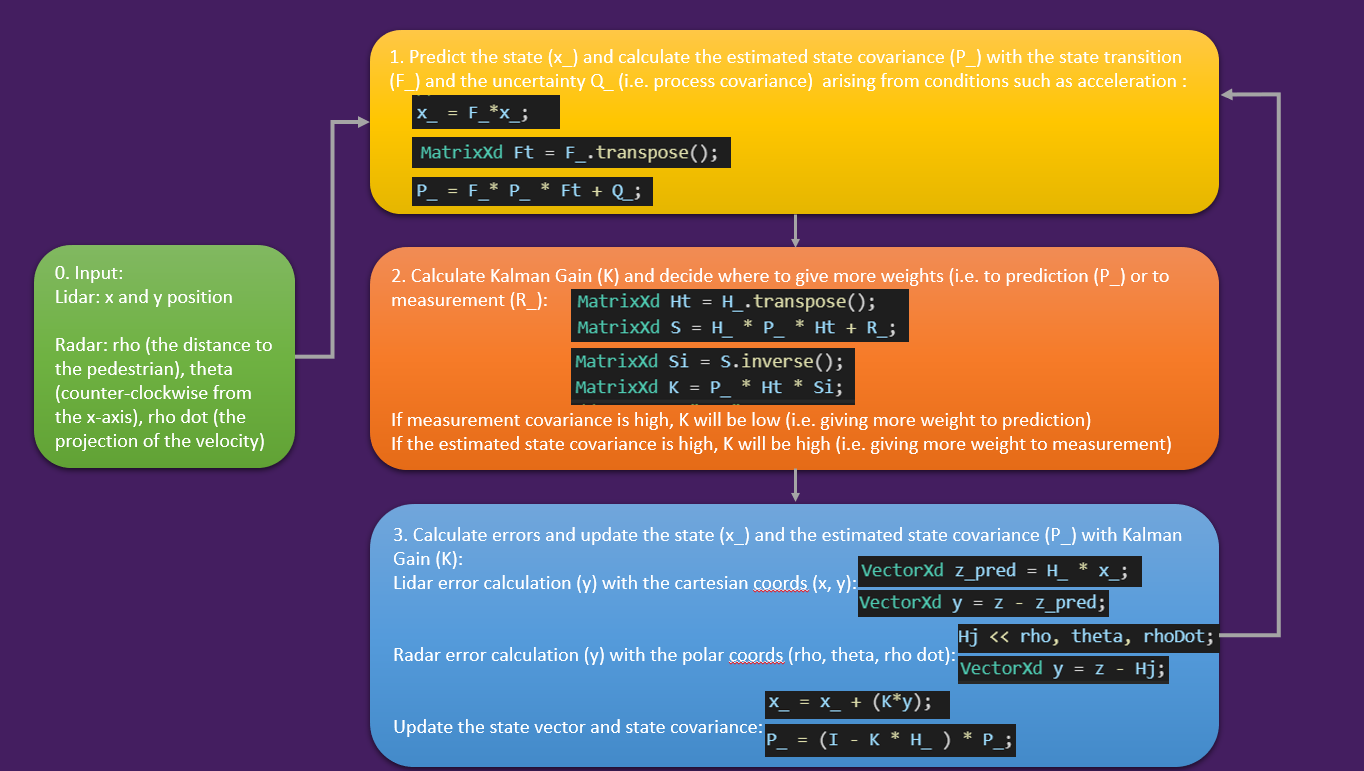 1. Predict the state (x_) and calculate the estimated state covariance (P_) with the state transition
(F_) and the uncertainty Q_ (i.e. process covariance) arising from conditions such as acceleration :
x_ = F_*x_;
MatrixXd Ft = F_.transpose();
P_ = F_* P_ * Ft + Q_;
0. Input:
Lidar: x and y position
Radar: rho (the distance to
the pedestrian), theta
(counter-clockwise from
the x-axis), rho dot (the
projection of the velocity)
2. Calculate Kalman Gain (K) and decide where to give more weights (i.e. to prediction (P_) or to
measurement (R_):
MatrixXd Ht = H_.transpose();
MatrixXd S = H_ * P_ * Ht + R_;
MatrixXd Si = S.inverse();
MatrixXd K = P_ * Ht * Si;
If measurement covariance is high, K will be low (i.e. giving more weight to prediction)
If the estimated state covariance is high, K will be high (i.e. giving more weight to measurement)
3. Calculate errors and update the state (x_) and the estimated state covariance (P_) with Kalman
Gain (K):
Lidar error calculation (y) with the cartesian coords (x, y):
VectorXd z_pred = H_ * x_;
VectorXd y = z - z_pred;
Radar error calculation (y) with the polar coords (rho, theta, rho dot):
Hj << rho, theta, rhoDot;
VectorXd y = z - Hj;
Update the state vector and state covariance:
x_ = x_ + (K*y);
P_ = (I - K * H_ ) * P_;